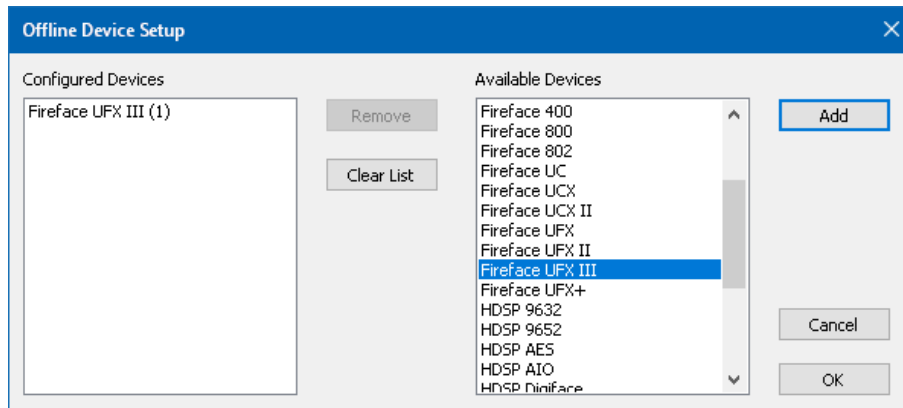 Offline Device Setup
Configured Devices
Fireface UFX III (1)
Remove
Clear List
Available Devices
Fireface 400
Fireface 800
Fireface 802
Fireface UC
Fireface UCX
Fireface UCX II
Fireface UFX
Fireface UFX II
Fireface UFX III
Fireface UFX+
HDSP 9632
HDSP 9652
HDSP AES
HDSP AIO
HDSP Digiface
Add
Cancel
OK